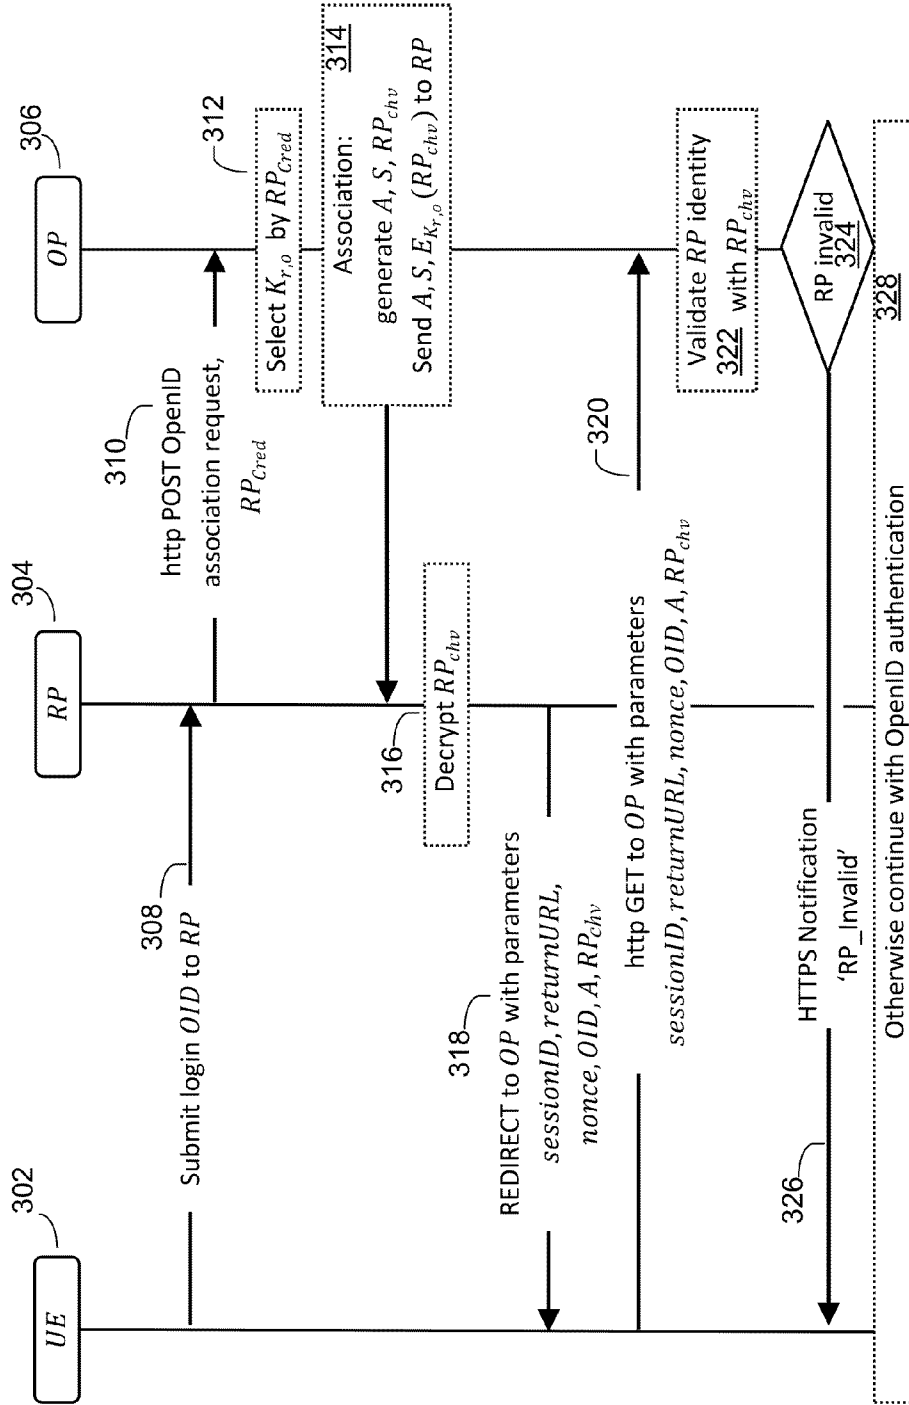 302
UE
304
RP
306
OP
308
Submit login OID to RP
310
http POST OpenID
association request,
RP_Cred
312
Select K_r,o by RP_Cred
314
Association:
generate A, S, RP_chv
Send A, S, E_K_r,o (RP_chv) to RP
316
Decrypt RP_chv
318
REDIRECT to OP with parameters
sessionID, returnURL,
nonce, OID, A, RP_chv
320
http GET to OP with parameters
sessionID, returnURL, nonce, OID, A, RP_chv
Validate RP identity
322 with RP_chv
RP invalid
324
326
HTTPS Notification
‘RP_Invalid’
328
Otherwise continue with OpenID authentication